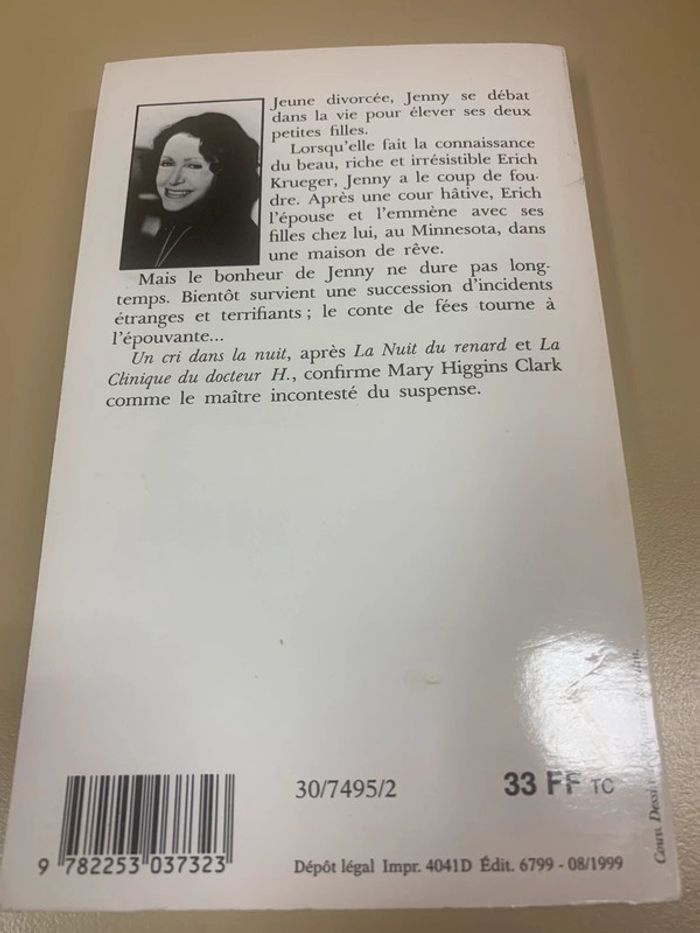 Jeune divorcée, Jenny se débat
dans la vie pour élever ses deux
petites filles.
Lorsqu'elle fait la connaissance
du beau, riche et irrésistible Erich
Krueger, Jenny a le coup de fou-
dre. Après une cour hâtive, Erich
l'épouse et l'emmène avec ses
filles chez lui, au Minnesota, dans
une maison de rêve.
Mais le bonheur de Jenny ne dure pas long-
temps. Bientôt survient une succession d'incidents
étranges et terrifiants ; le conte de fées tourne à
l'épouvante...
Un cri dans la nuit, après La Nuit du renard et La
Clinique du docteur H., confirme Mary Higgins Clark
comme le maître incontesté du suspense.
30/7495/2
33 FF TC
9 782253 037323
Dépôt légal Impr. 4041D Édit. 6799 - 08/1999
Couv. Dessi